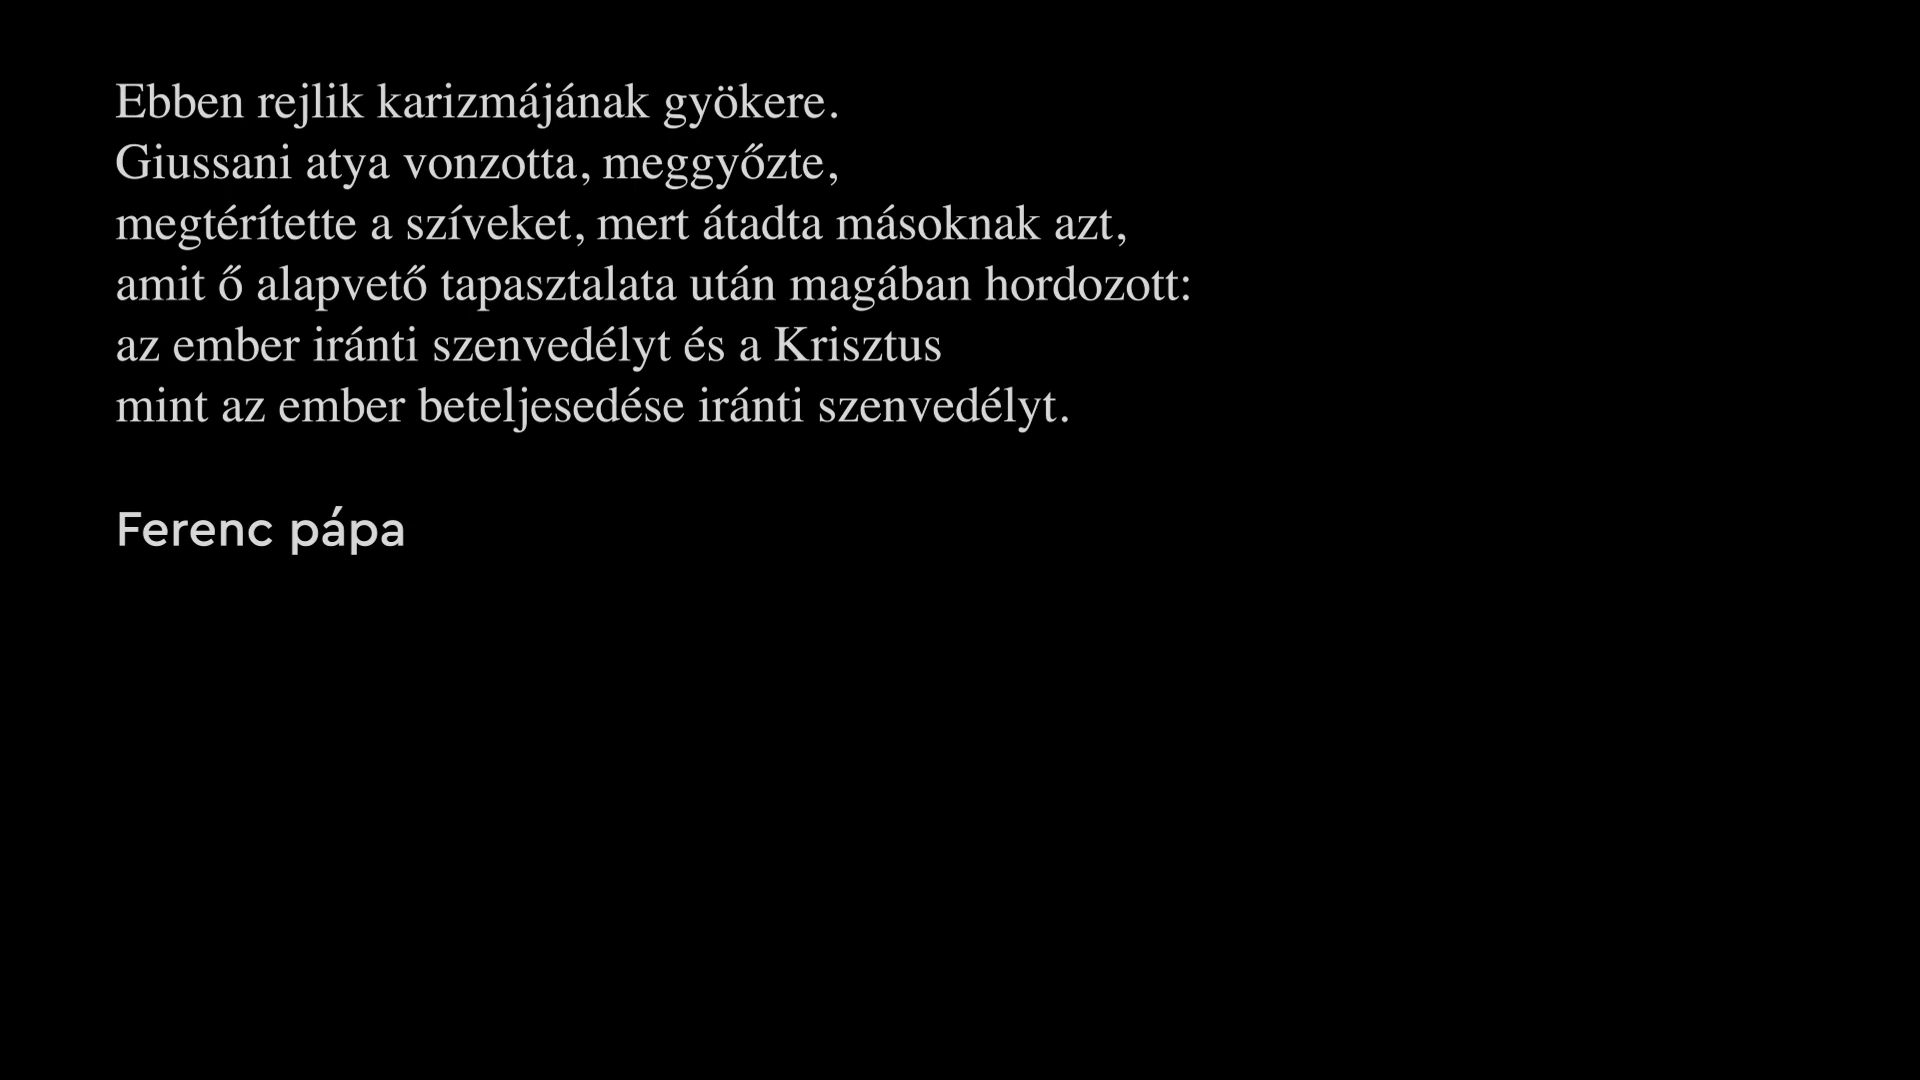 Ebben rejlik karizmájának gyökere.
Giussani atya vonzotta, meggyőzte,
megtérítette a szíveket, mert átadta másoknak azt,
amit ő alapvető tapasztalata után magában hordozott:
az ember iránti szenvedélyt és a Krisztus
mint az ember beteljesedése iránti szenvedélyt.
Ferenc pápa